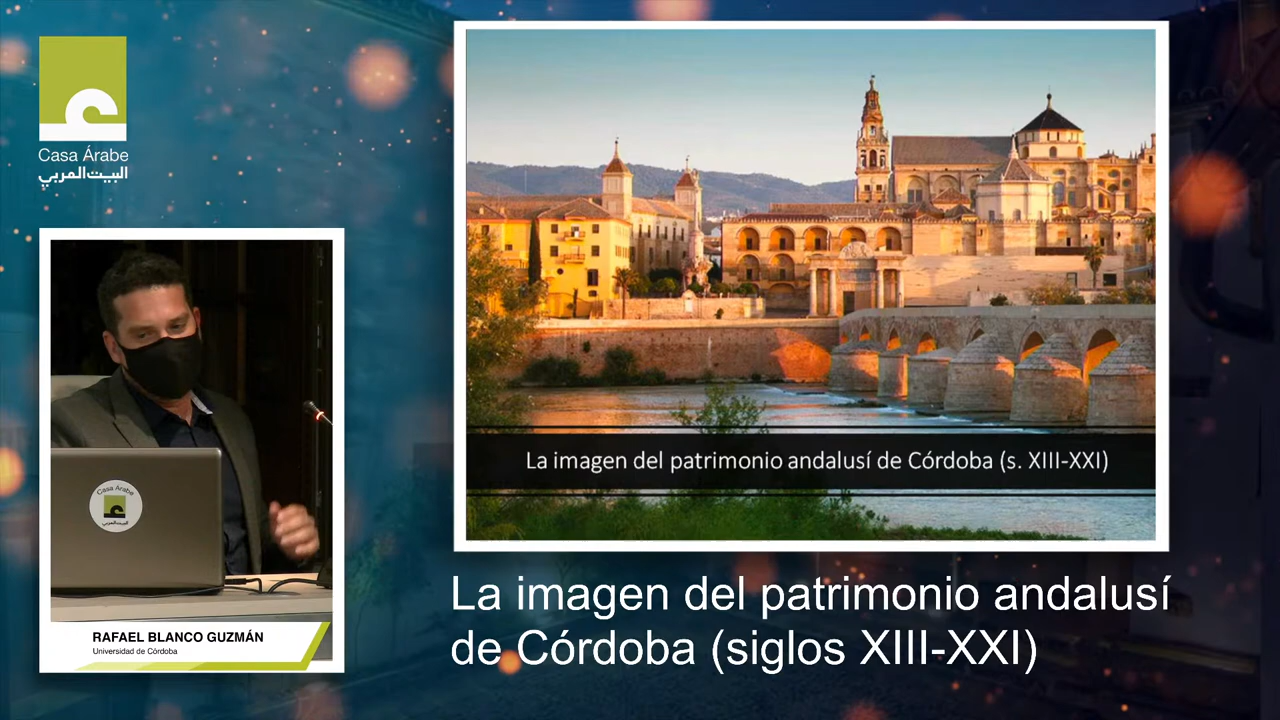 Casa Árabe
البيت العربي
La imagen del patrimonio andalusí de Córdoba (s. XIII-XXI)
Casa Árabe
البيت العربي
RAFAEL BLANCO GUZMÁN
Universidad de Córdoba
La imagen del patrimonio andalusí
de Córdoba (siglos XIII-XXI)